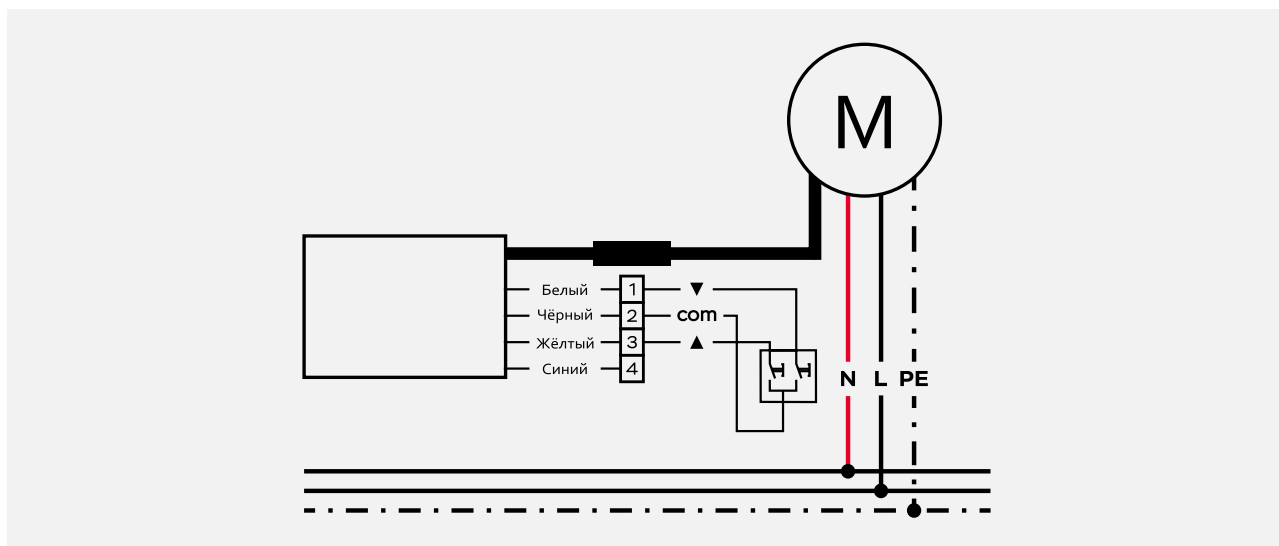 M
Белый 1 ▼
Чёрный 2 com
Жёлтый 3 ▲
Синий 4
N L PE